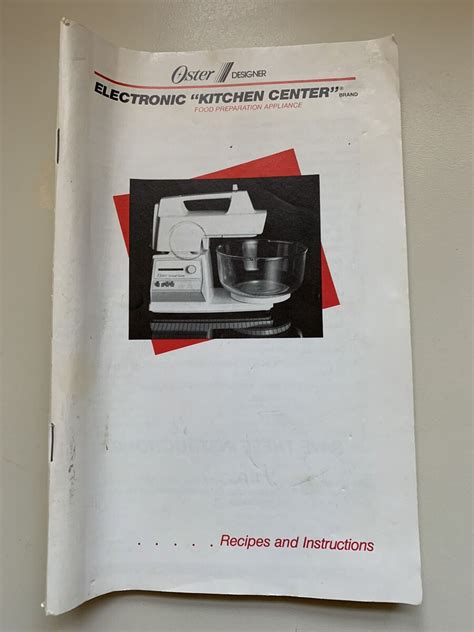 Oster DESIGNER
ELECTRONIC “KITCHEN CENTER”® BRAND
FOOD PREPARATION APPLIANCE
. . . . . Recipes and Instructions